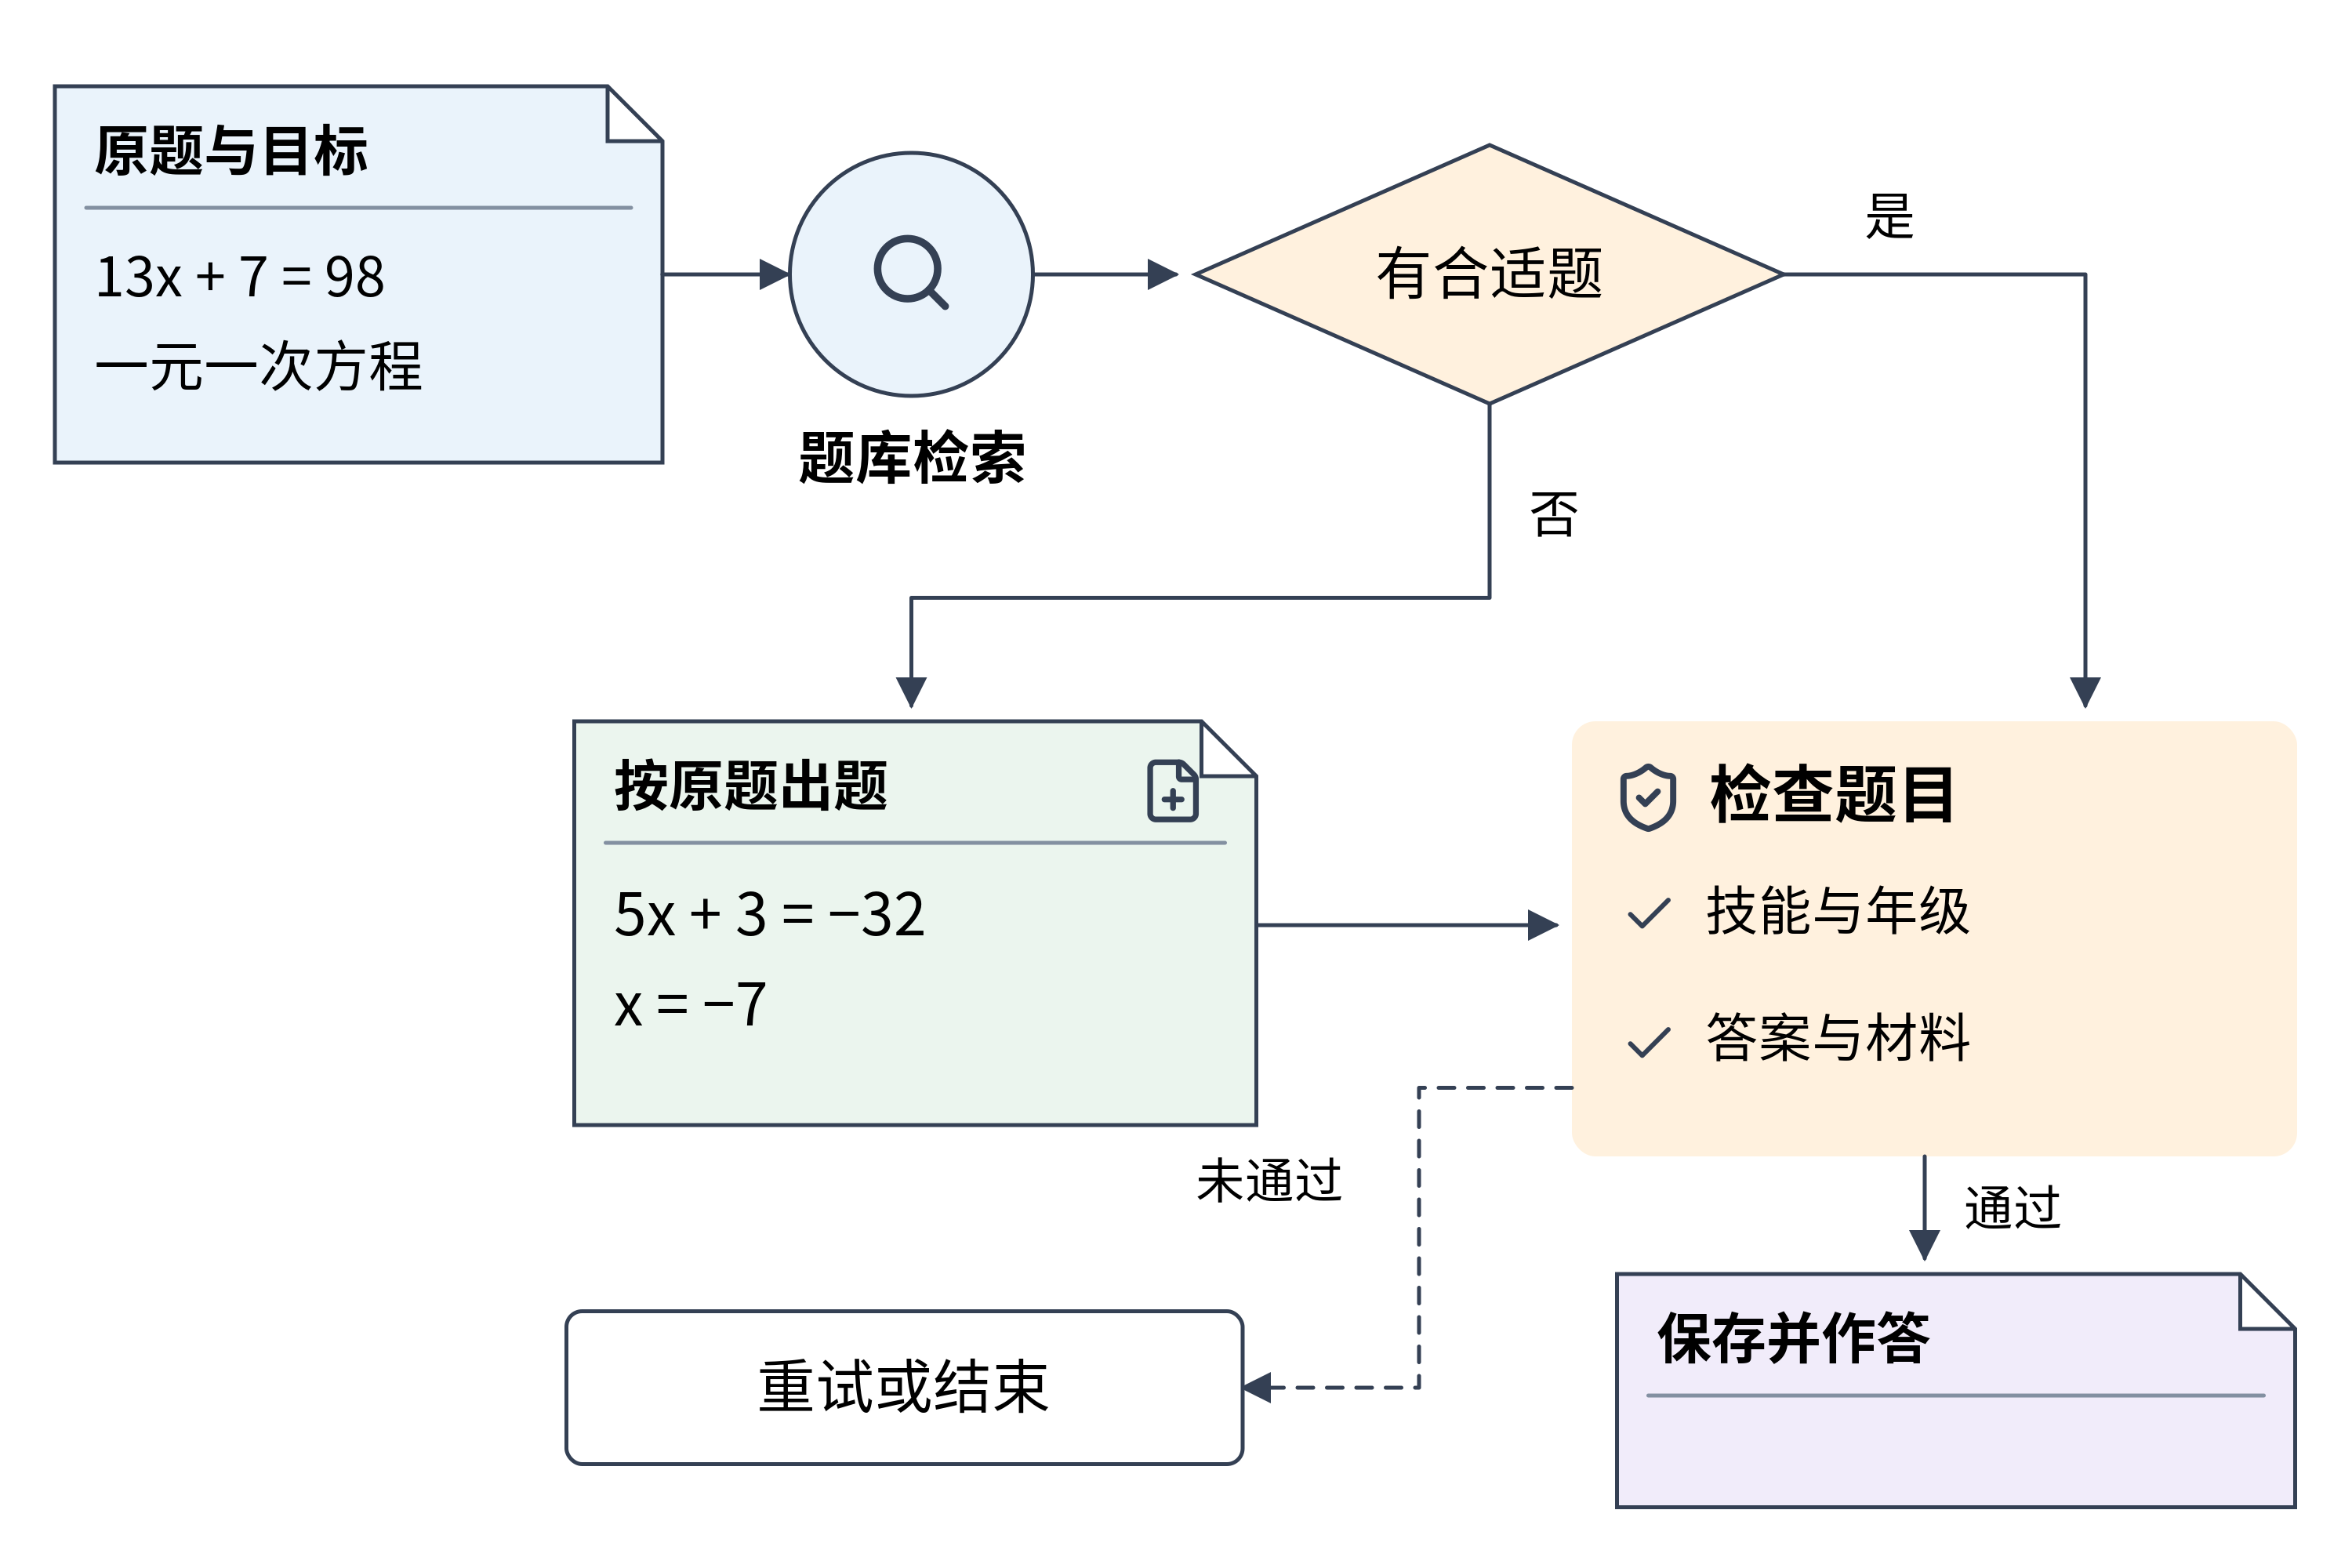 原题与目标
13x + 7 = 98
一元一次方程
题库检索
有合适题
是
否
按原题出题
5x + 3 = −32
x = −7
检查题目
技能与年级
答案与材料
未通过
通过
重试或结束
保存并作答